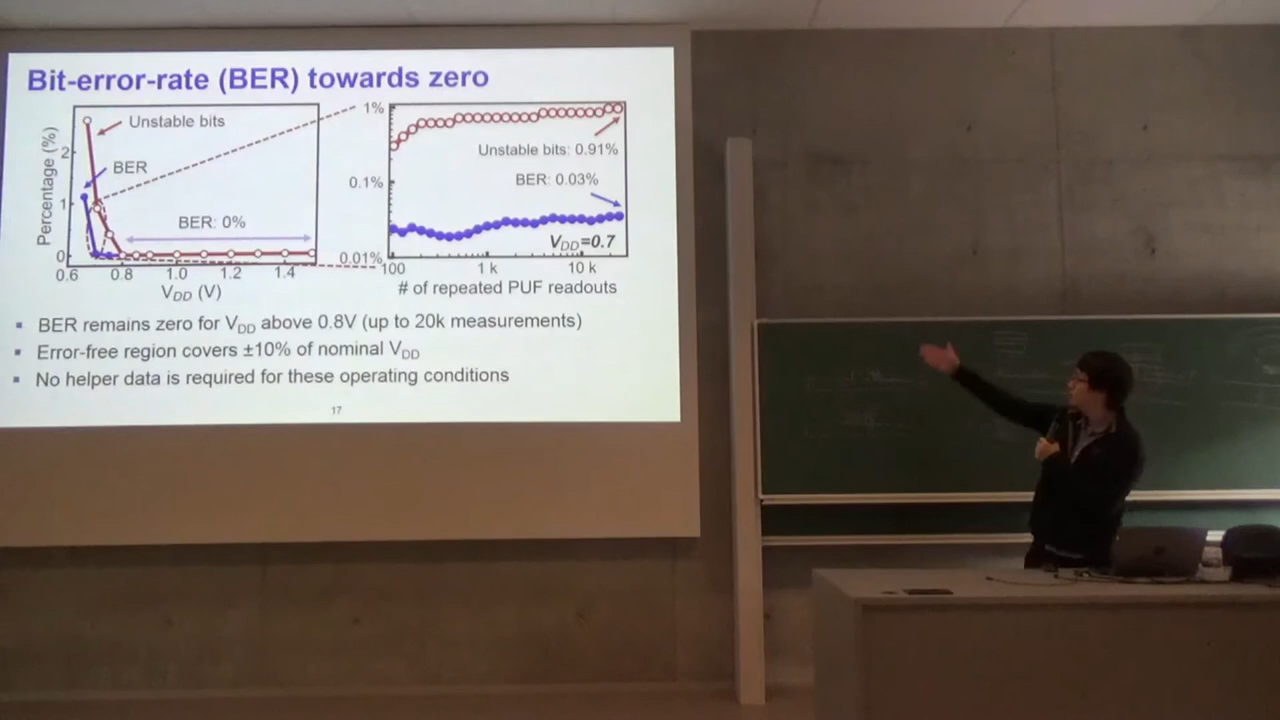 Bit-error-rate (BER) towards zero
Percentage (%)
2
1
0
Unstable bits
BER
BER: 0%
0.6 0.8 1.0 1.2 1.4
V_DD (V)
1%
0.1%
0.01%
Unstable bits: 0.91%
BER: 0.03%
V_DD=0.7
100 1 k 10 k
# of repeated PUF readouts
▪ BER remains zero for V_DD above 0.8V (up to 20k measurements)
▪ Error-free region covers ±10% of nominal V_DD
▪ No helper data is required for these operating conditions
17